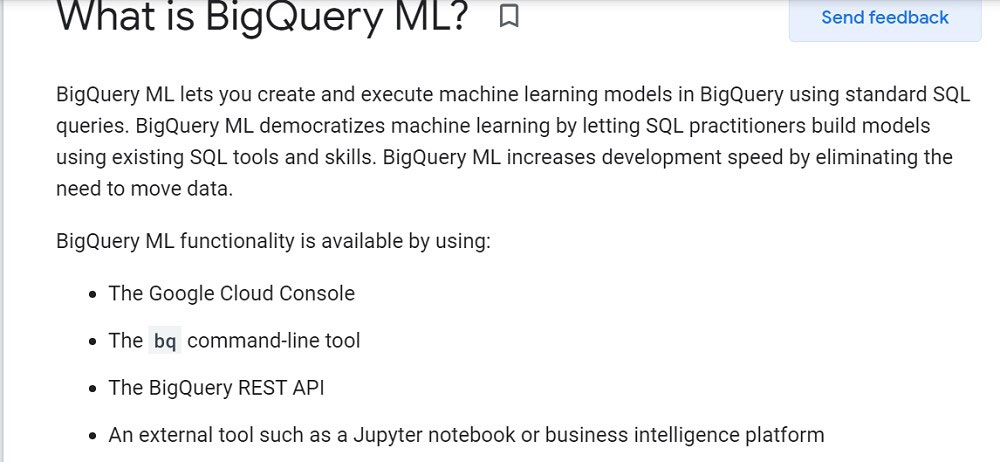 What is BigQuery ML?
Send feedback
BigQuery ML lets you create and execute machine learning models in BigQuery using standard SQL
queries. BigQuery ML democratizes machine learning by letting SQL practitioners build models
using existing SQL tools and skills. BigQuery ML increases development speed by eliminating the
need to move data.
BigQuery ML functionality is available by using:
• The Google Cloud Console
• The bq command-line tool
• The BigQuery REST API
• An external tool such as a Jupyter notebook or business intelligence platform